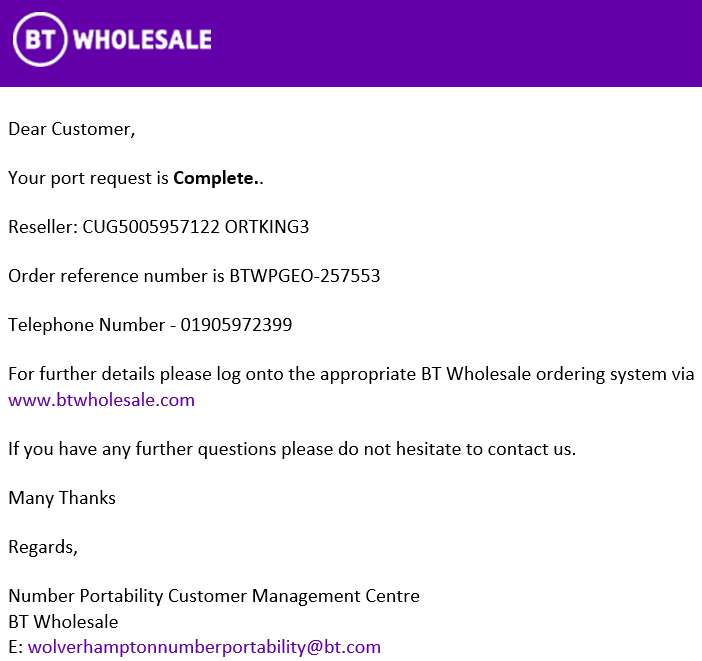 BT WHOLESALE
Dear Customer,
Your port request is Complete..
Reseller: CUG5005957122 ORTKING3
Order reference number is BTWPGEO-257553
Telephone Number - 01905972399
For further details please log onto the appropriate BT Wholesale ordering system via
www.btwholesale.com
If you have any further questions please do not hesitate to contact us.
Many Thanks
Regards,
Number Portability Customer Management Centre
BT Wholesale
E: wolverhamptonnumberportability@bt.com